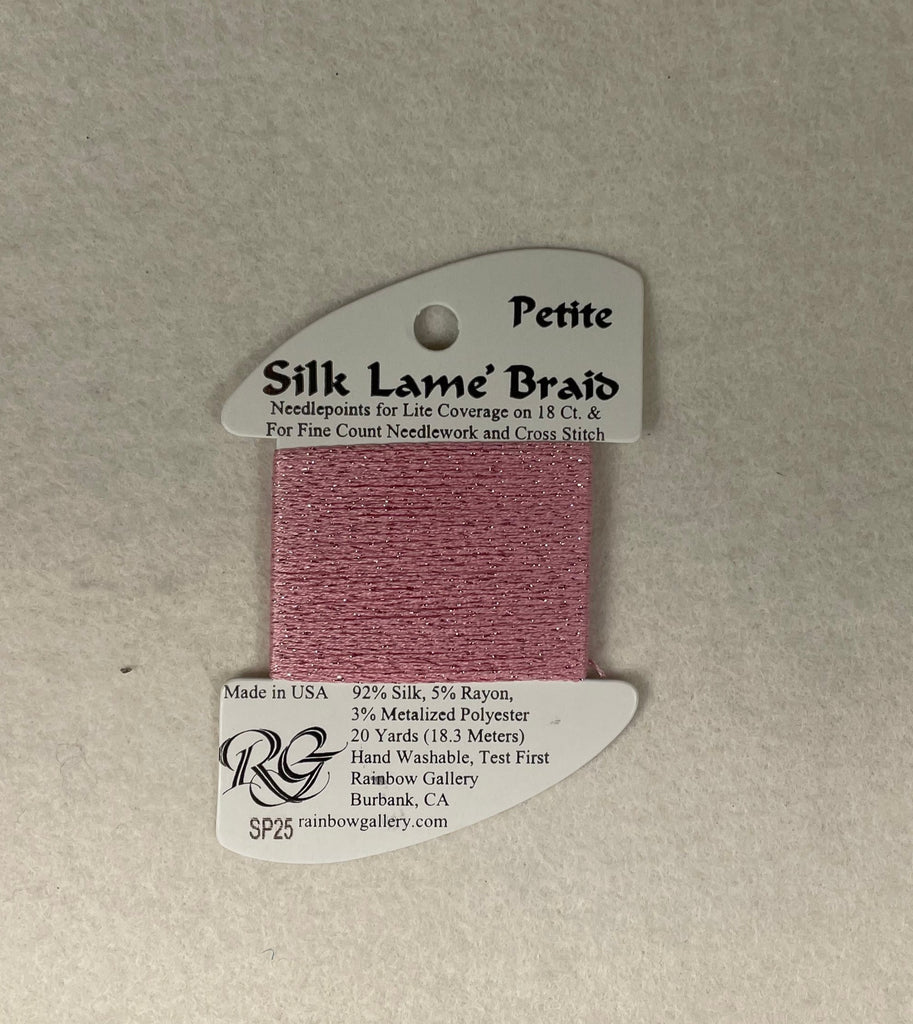 Petite
Silk Lame' Braid
Needlepoints for Lite Coverage on 18 Ct. &
For Fine Count Needlework and Cross Stitch
Made in USA
92% Silk, 5% Rayon,
3% Metalized Polyester
20 Yards (18.3 Meters)
Hand Washable, Test First
Rainbow Gallery
Burbank, CA
rainbowgallery.com
RG
SP25